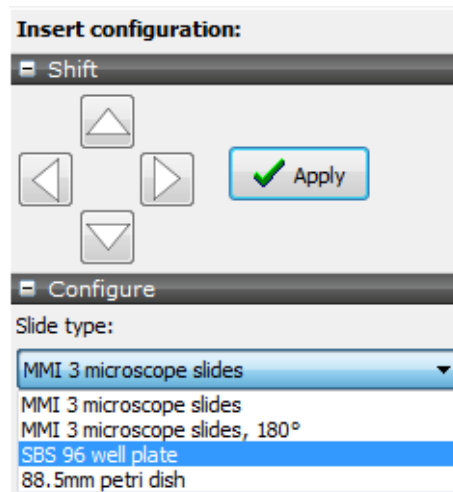 Insert configuration:
Shift
Apply
Configure
Slide type:
MMI 3 microscope slides
MMI 3 microscope slides
MMI 3 microscope slides, 180°
SBS 96 well plate
88.5mm petri dish